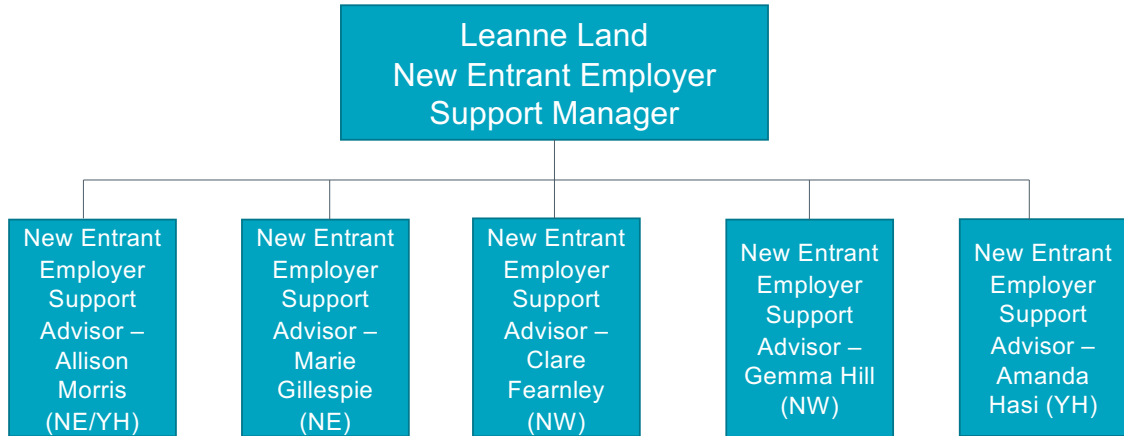 Leanne Land
New Entrant Employer
Support Manager
New Entrant
Employer
Support
Advisor –
Allison
Morris
(NE/YH)
New Entrant
Employer
Support
Advisor –
Marie
Gillespie
(NE)
New Entrant
Employer
Support
Advisor –
Clare
Fearnley
(NW)
New Entrant
Employer
Support
Advisor –
Gemma Hill
(NW)
New Entrant
Employer
Support
Advisor –
Amanda
Hasi (YH)